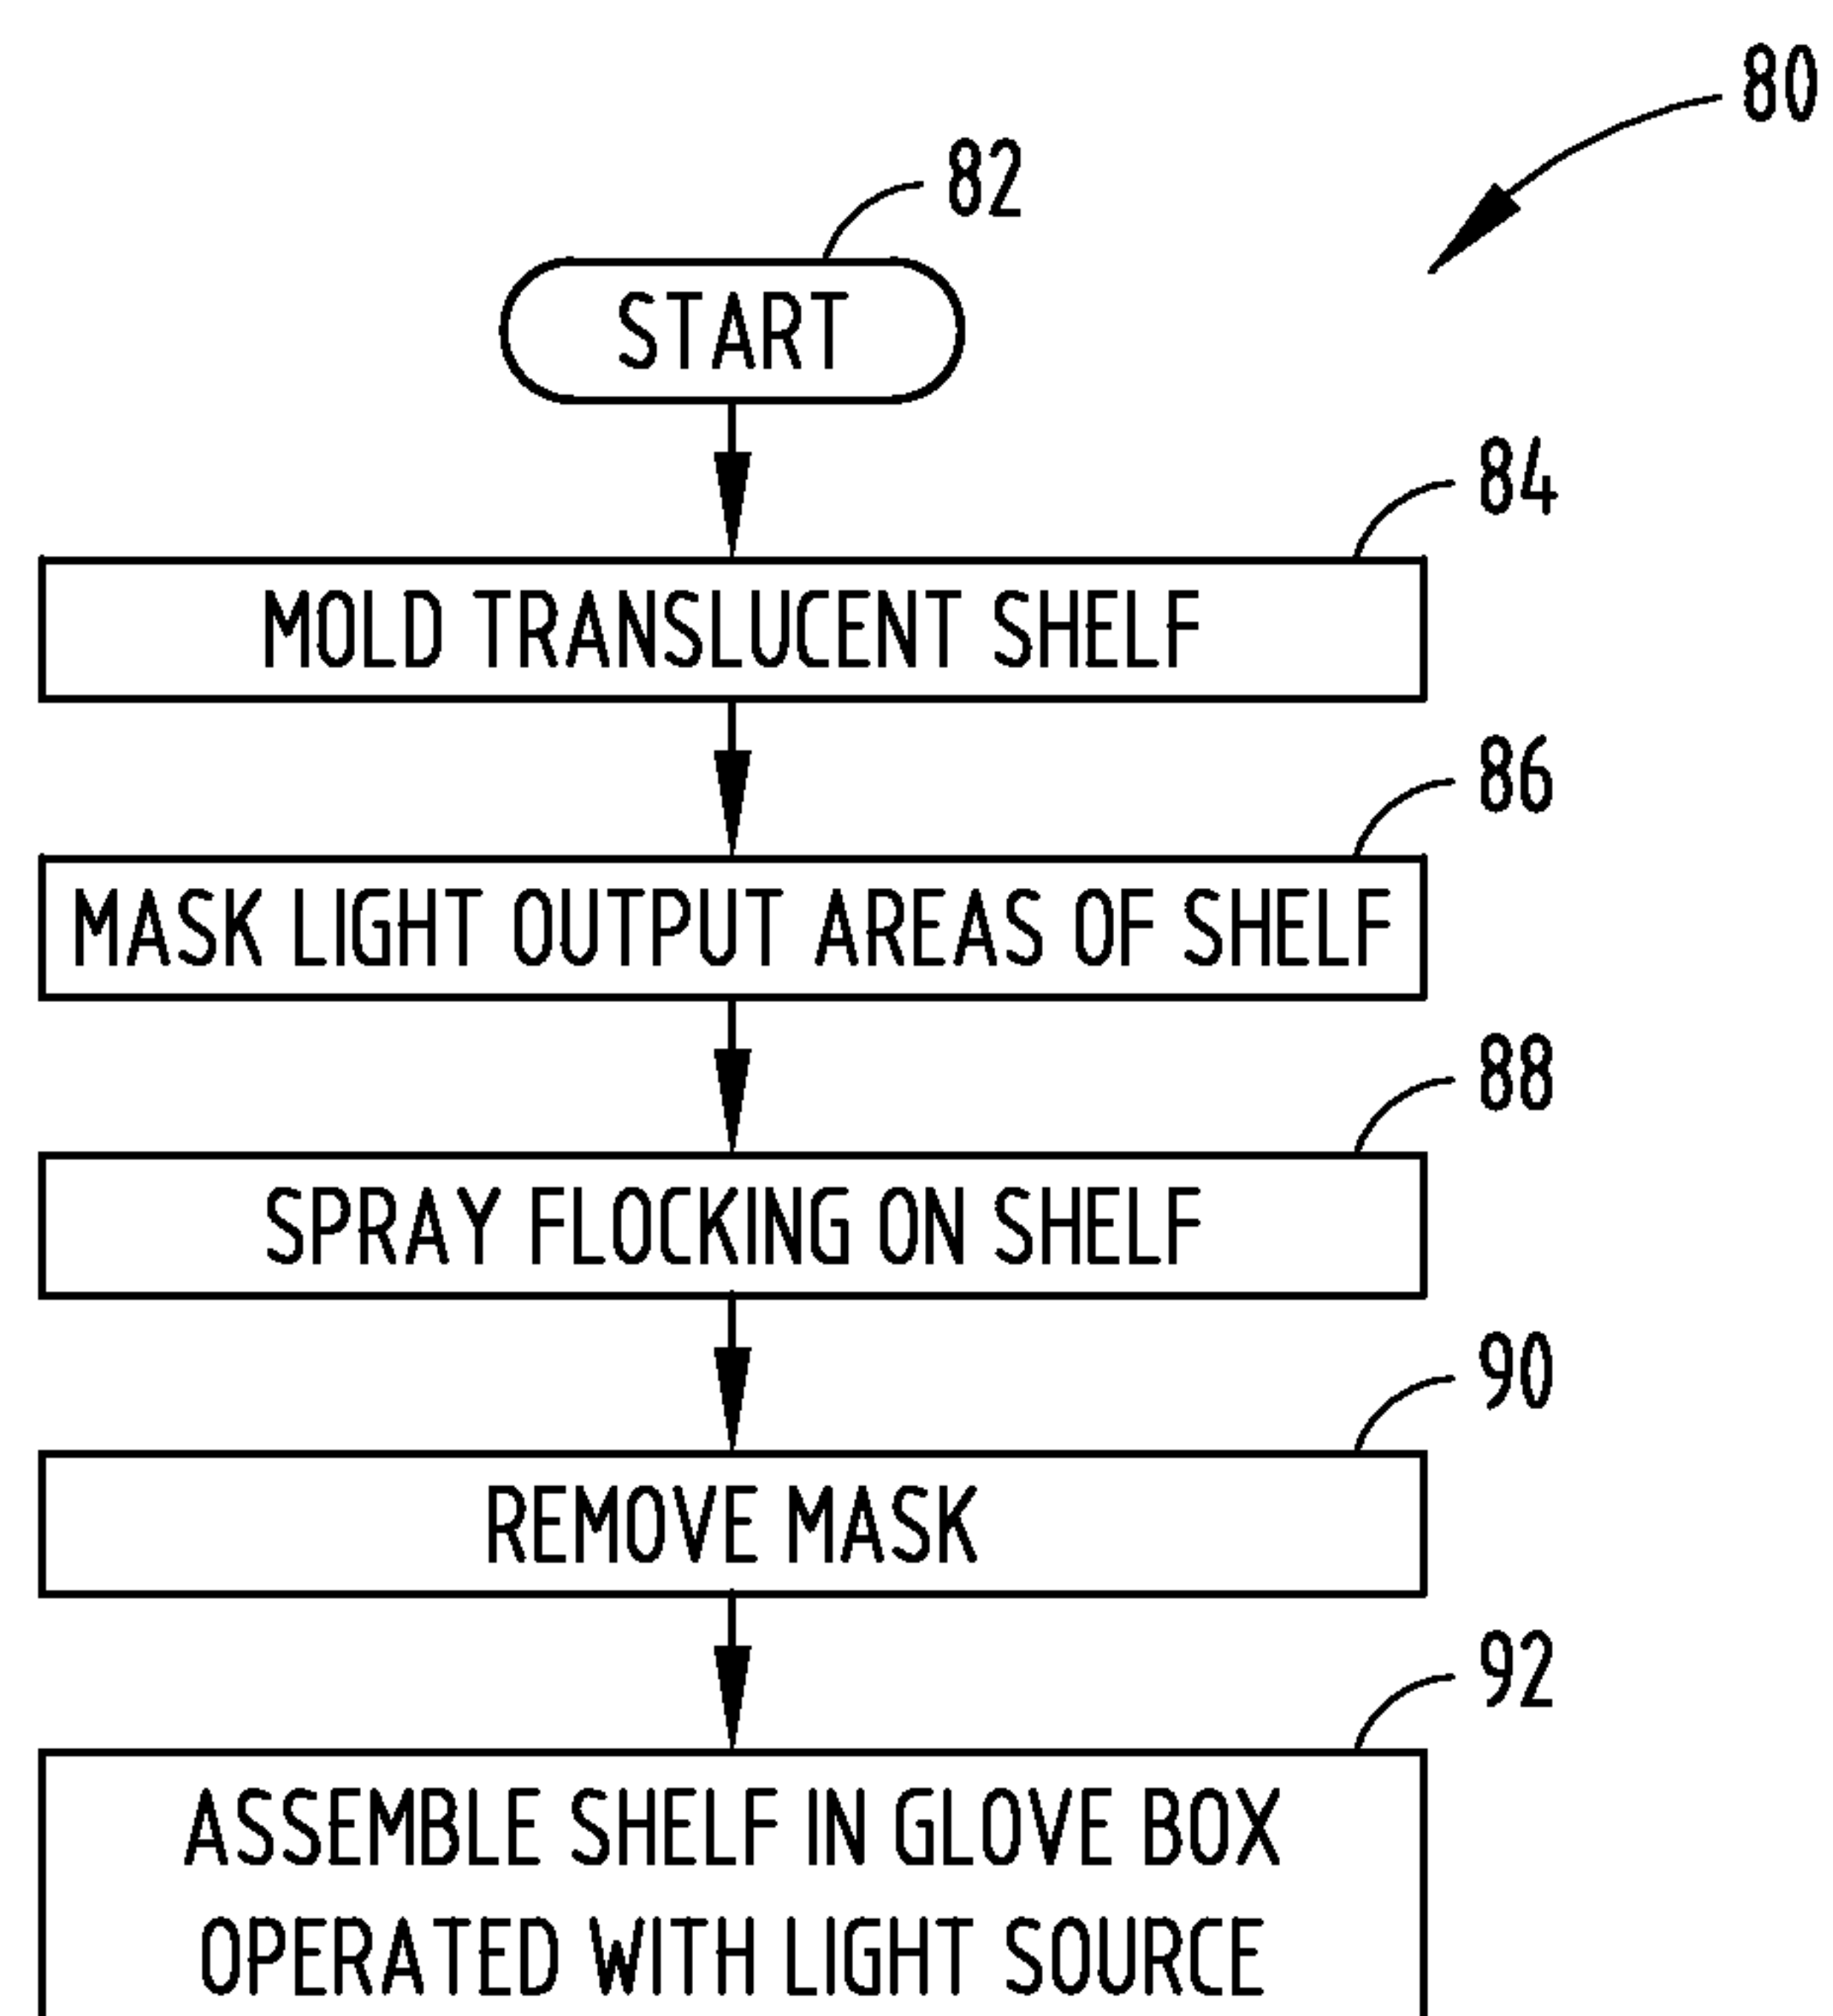 80
82
START
84
MOLD TRANSLUCENT SHELF
86
MASK LIGHT OUTPUT AREAS OF SHELF
88
SPRAY FLOCKING ON SHELF
90
REMOVE MASK
92
ASSEMBLE SHELF IN GLOVE BOX
OPERATED WITH LIGHT SOURCE